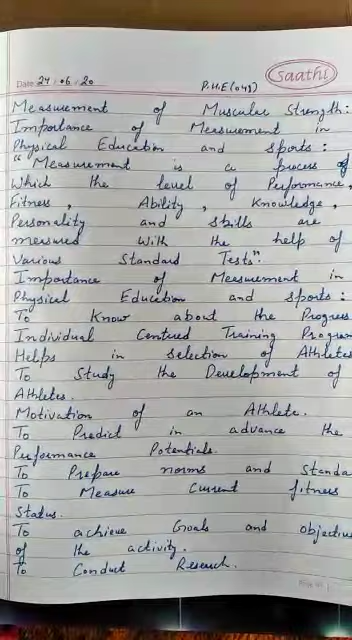 Saathi
Date 24 / 06 / 20
P.H.E (048)
Measurement of Muscular Strength:
Importance of Measurement in
Physical Education and sports:
"Measurement is a process of
Which the level of Performance,
Fitness, Ability, Knowledge,
Personality and skills are
measured With the help of
Various Standard Tests".
Importance of Measurement in
Physical Education and sports:
To Know about the Progress
Individual Centred Training Program
Helps in selection of Athletes
To Study the Development of
Athletes.
Motivation of an Athlete.
To Predict in advance the
Performance Potentials.
To Prepare norms and Standa
To Measure Current fitness
Status.
To achieve Goals and objectives
of the activity.
To Conduct Research.